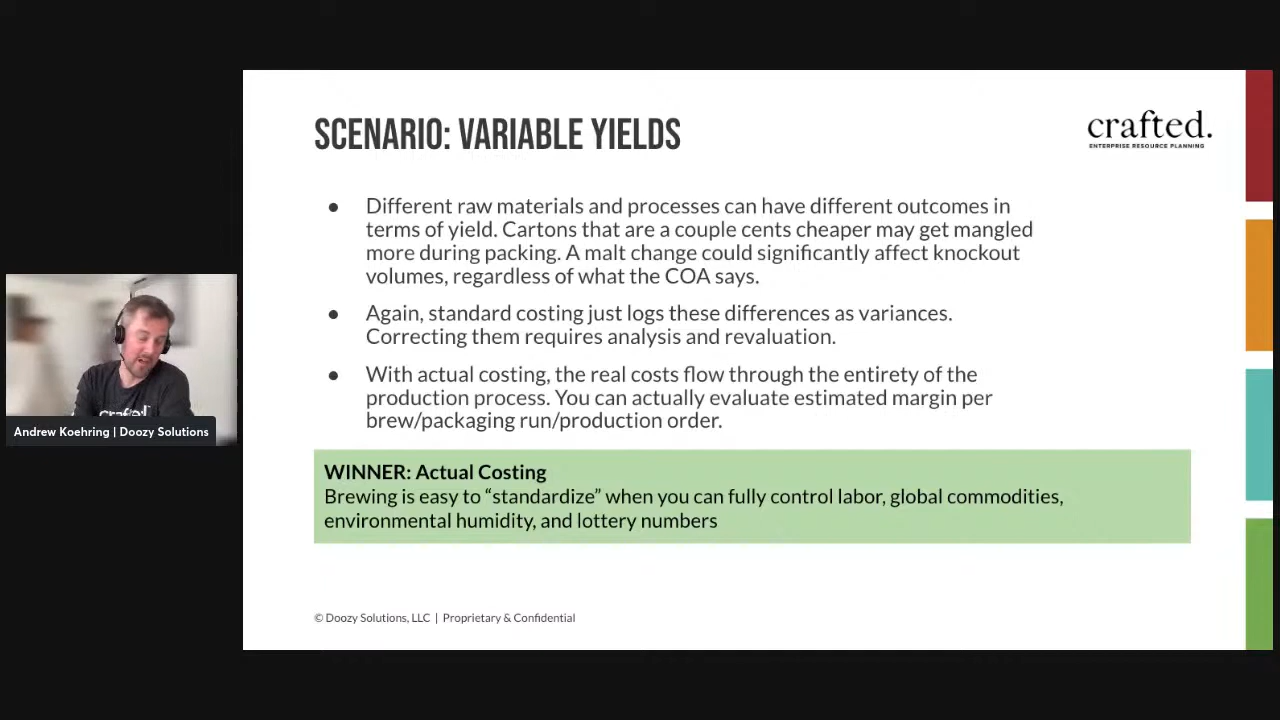 SCENARIO: VARIABLE YIELDS
crafted.
ENTERPRISE RESOURCE PLANNING
● Different raw materials and processes can have different outcomes in
terms of yield. Cartons that are a couple cents cheaper may get mangled
more during packing. A malt change could significantly affect knockout
volumes, regardless of what the COA says.
● Again, standard costing just logs these differences as variances.
Correcting them requires analysis and revaluation.
● With actual costing, the real costs flow through the entirety of the
production process. You can actually evaluate estimated margin per
brew/packaging run/production order.
WINNER: Actual Costing
Brewing is easy to “standardize” when you can fully control labor, global commodities,
environmental humidity, and lottery numbers
© Doozy Solutions, LLC | Proprietary & Confidential
crafted
Andrew Koehring | Doozy Solutions